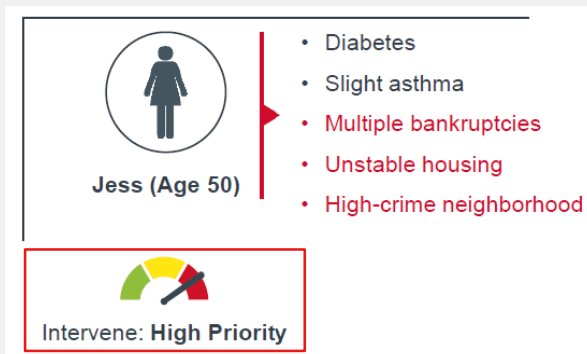 Jess (Age 50)
• Diabetes
• Slight asthma
• Multiple bankruptcies
• Unstable housing
• High-crime neighborhood
Intervene: High Priority